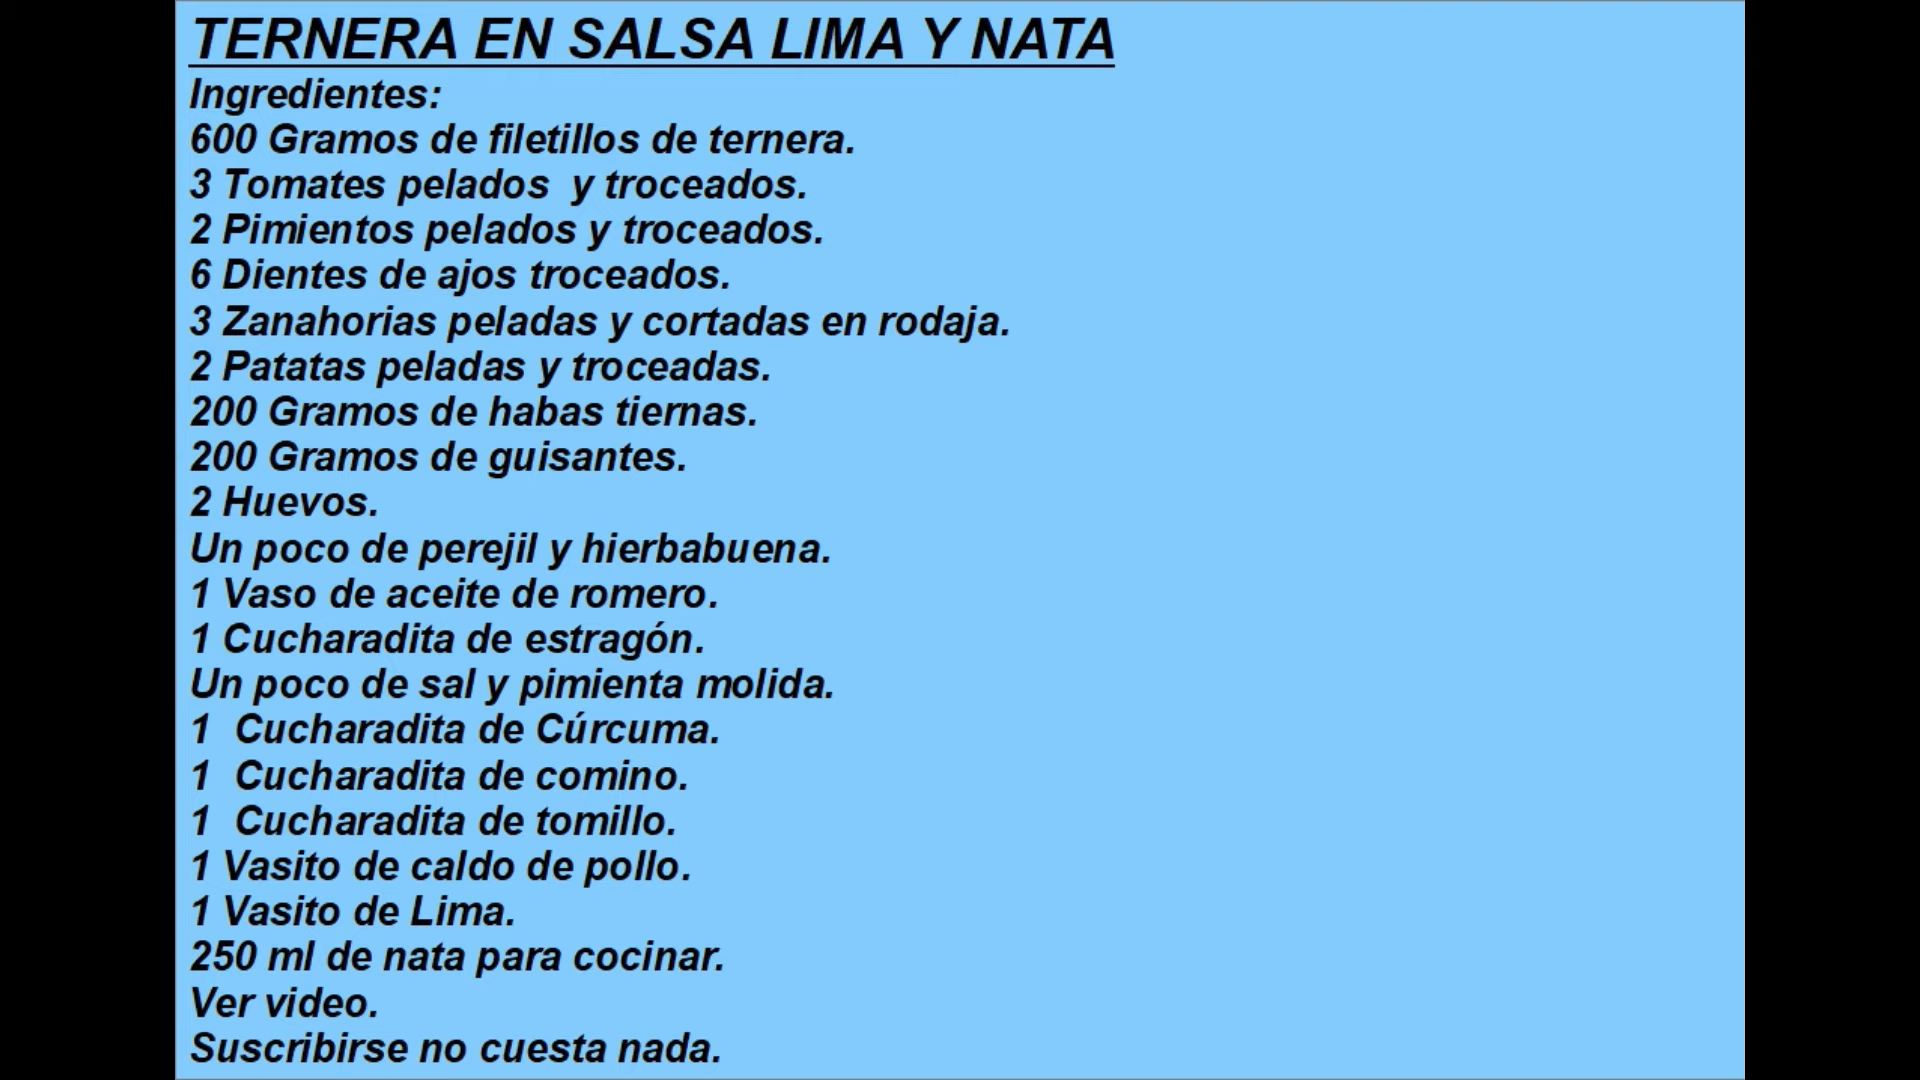 TERNERA EN SALSA LIMA Y NATA
Ingredientes:
600 Gramos de filetillos de ternera.
3 Tomates pelados  y troceados.
2 Pimientos pelados y troceados.
6 Dientes de ajos troceados.
3 Zanahorias peladas y cortadas en rodaja.
2 Patatas peladas y troceadas.
200 Gramos de habas tiernas.
200 Gramos de guisantes.
2 Huevos.
Un poco de perejil y hierbabuena.
1 Vaso de aceite de romero.
1 Cucharadita de estragón.
Un poco de sal y pimienta molida.
1  Cucharadita de Cúrcuma.
1  Cucharadita de comino.
1  Cucharadita de tomillo.
1 Vasito de caldo de pollo.
1 Vasito de Lima.
250 ml de nata para cocinar.
Ver video.
Suscribirse no cuesta nada.